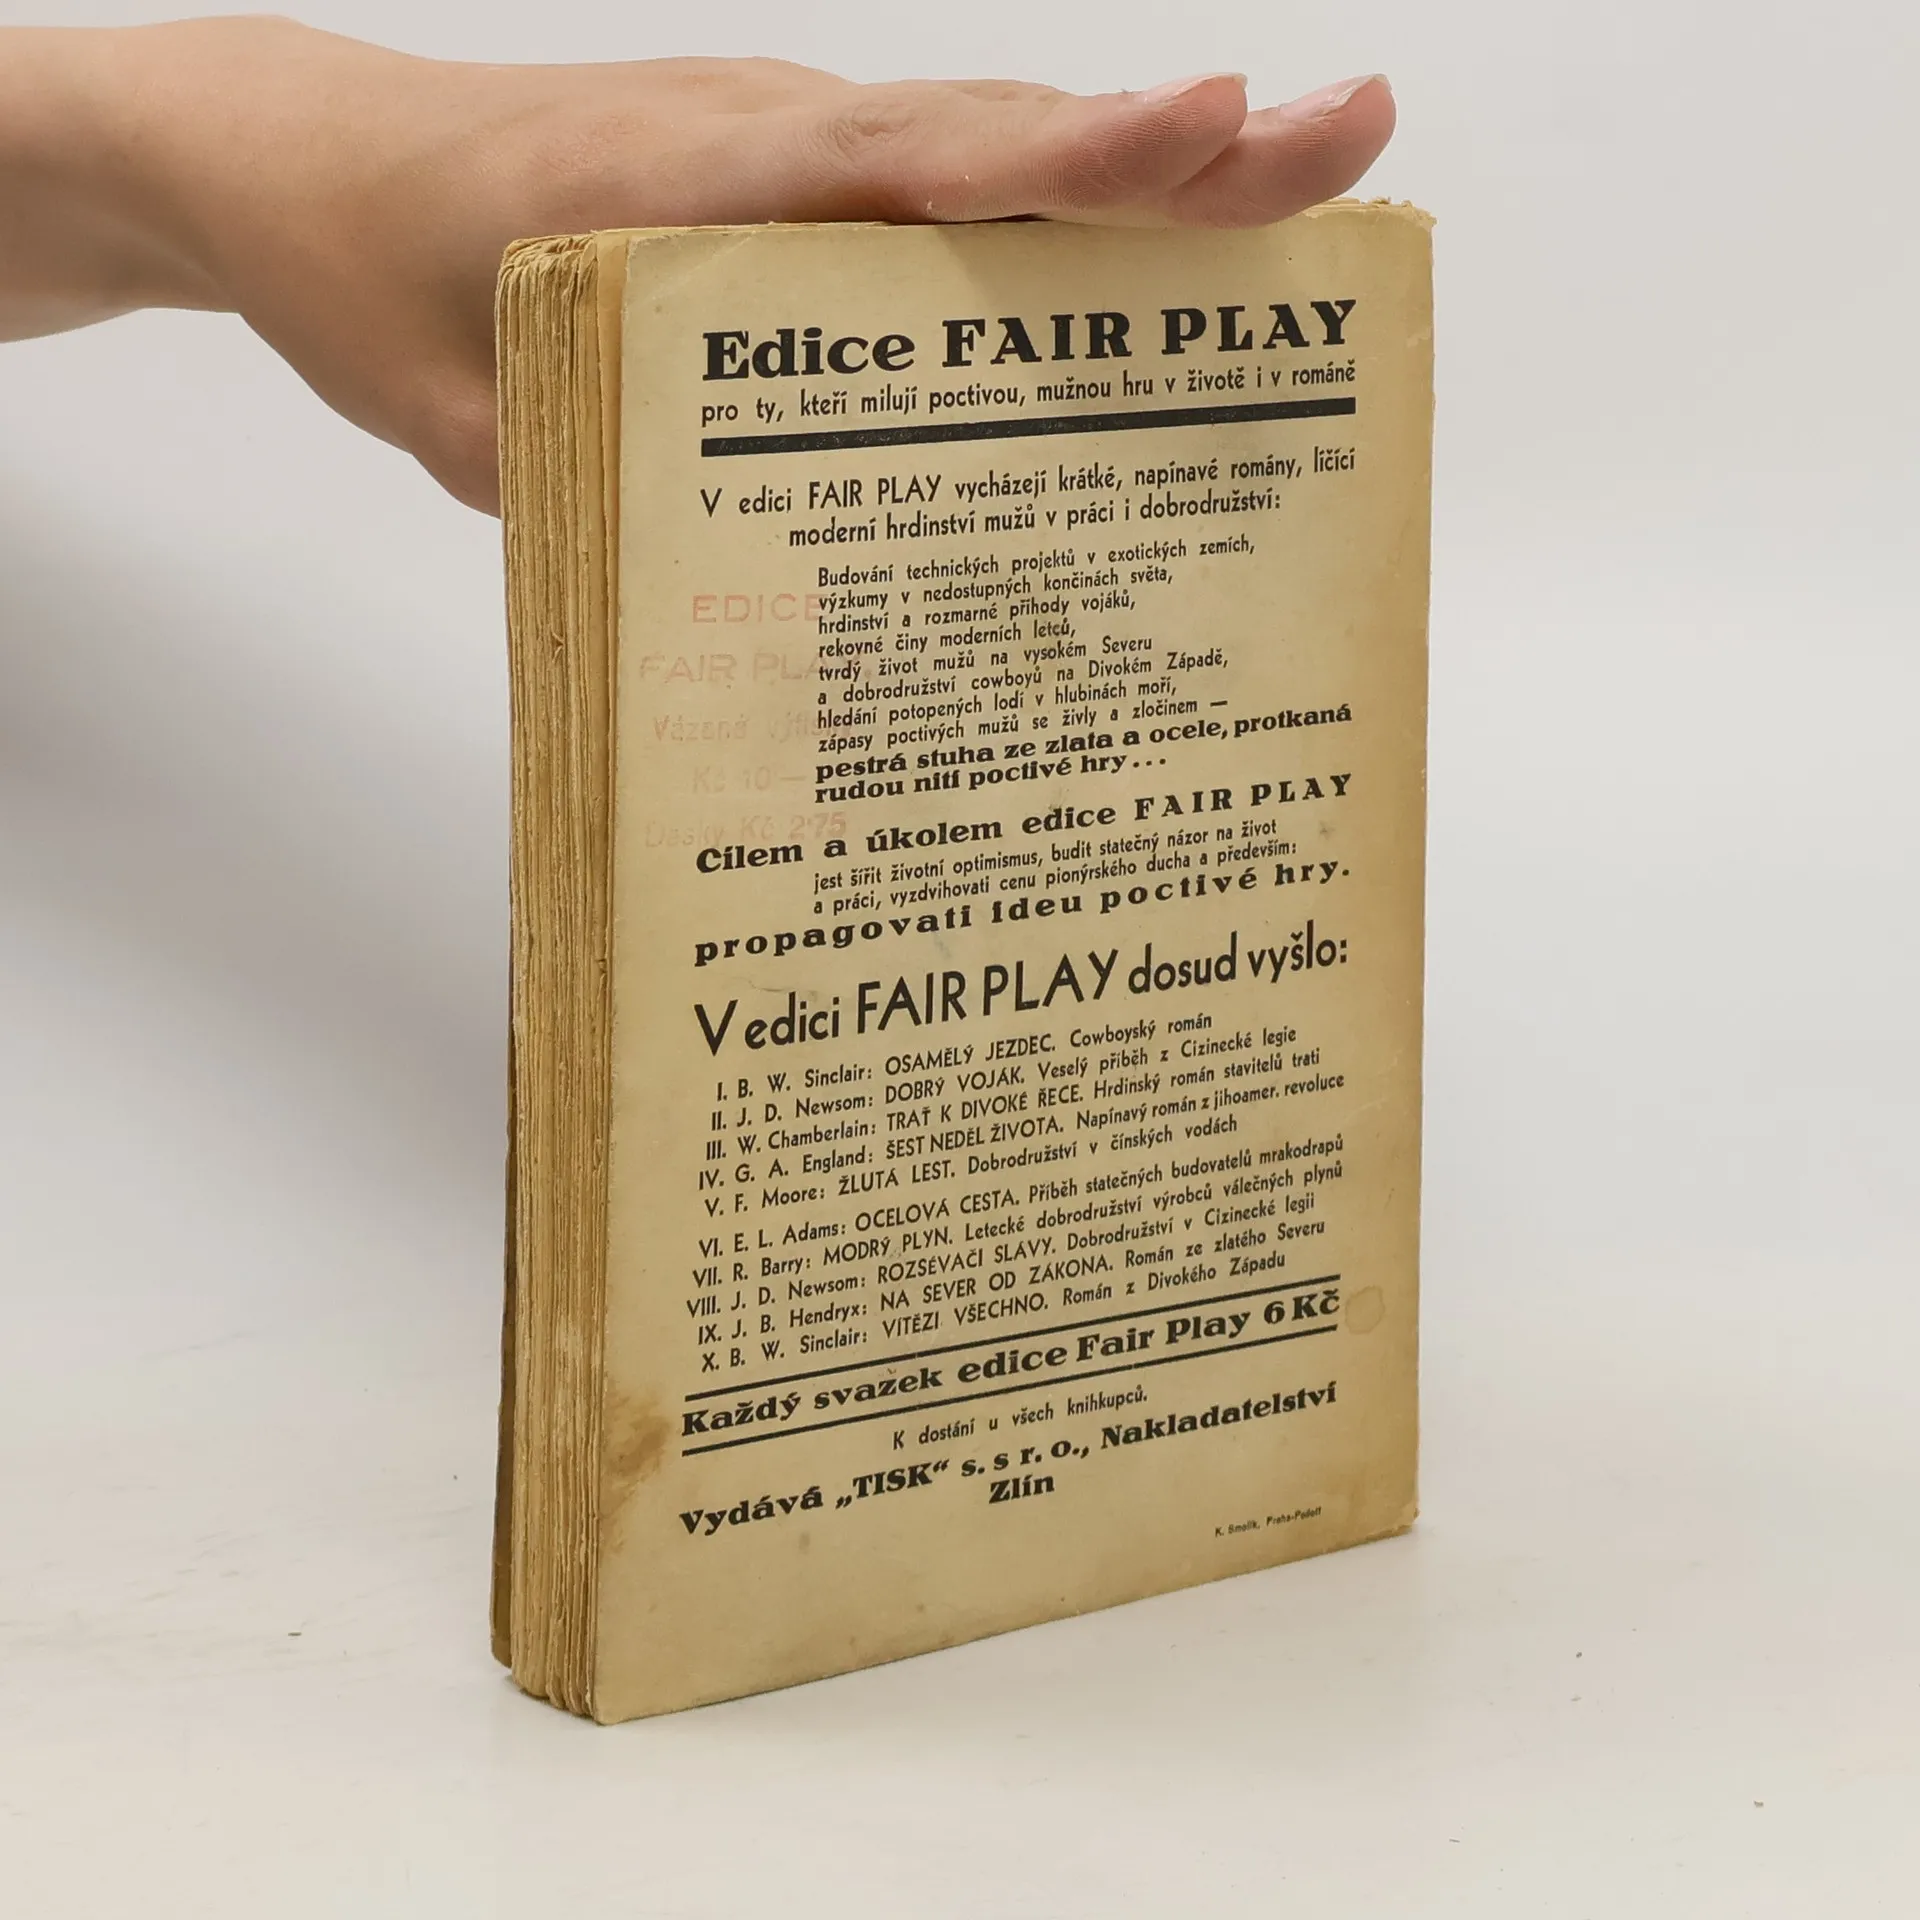 Edice FAIR PLAY
pro ty, kteří milují poctivou, mužnou hru v životě i v románě
V edici FAIR PLAY vycházejí krátké, napínavé romány, líčící
moderní hrdinství mužů v práci i dobrodružství:
Budování technických projektů v exotických zemích,
výzkumy v nedostupných končinách světa,
hrdinství a rozmarné příhody vojáků,
rekovné činy moderních letců,
tvrdý život mužů na vysokém Severu
a dobrodružství cowboyů na Divokém Západě,
hledání potopených lodí v hlubinách moří,
zápasy poctivých mužů se živly a zločinem —
pestrá stuha ze zlata a ocele, protkaná
rudou nití poctivé hry...
EDICE
FAIR PLAY
Vázané výtisky
Kč 10 —
Desky Kč 2·75
Cílem a úkolem edice FAIR PLAY
jest šířit životní optimismus, budit statečný názor na život
a práci, vyzdvihovati cenu pionýrského ducha a především:
propagovati ideu poctivé hry.
V edici FAIR PLAY dosud vyšlo:
I. B. W. Sinclair: OSAMĚLÝ JEZDEC. Cowboyský román
II. J. D. Newsom: DOBRÝ VOJÁK. Veselý příběh z Cizinecké legie
III. W. Chamberlain: TRAŤ K DIVOKÉ ŘECE. Hrdinský román stavitelů trati
IV. G. A. England: ŠEST NEDĚL ŽIVOTA. Napínavý román z jihoamer. revoluce
V. F. Moore: ŽLUTÁ LEST. Dobrodružství v čínských vodách
VI. E. L. Adams: OCELOVÁ CESTA. Příběh statečných budovatelů mrakodrapů
VII. R. Barry: MODRÝ PLYN. Letecké dobrodružství výrobců válečných plynů
VIII. J. D. Newsom: ROZSÉVAČI SLÁVY. Dobrodružství v Cizinecké legii
IX. J. B. Hendryx: NA SEVER OD ZÁKONA. Román ze zlatého Severu
X. B. W. Sinclair: VÍTĚZI VŠECHNO. Román z Divokého Západu
Každý svazek edice Fair Play 6 Kč
K dostání u všech knihkupců.
Vydává „TISK“ s. s r. o., Nakladatelství
Zlín
K. Smolík, Praha-Podolí